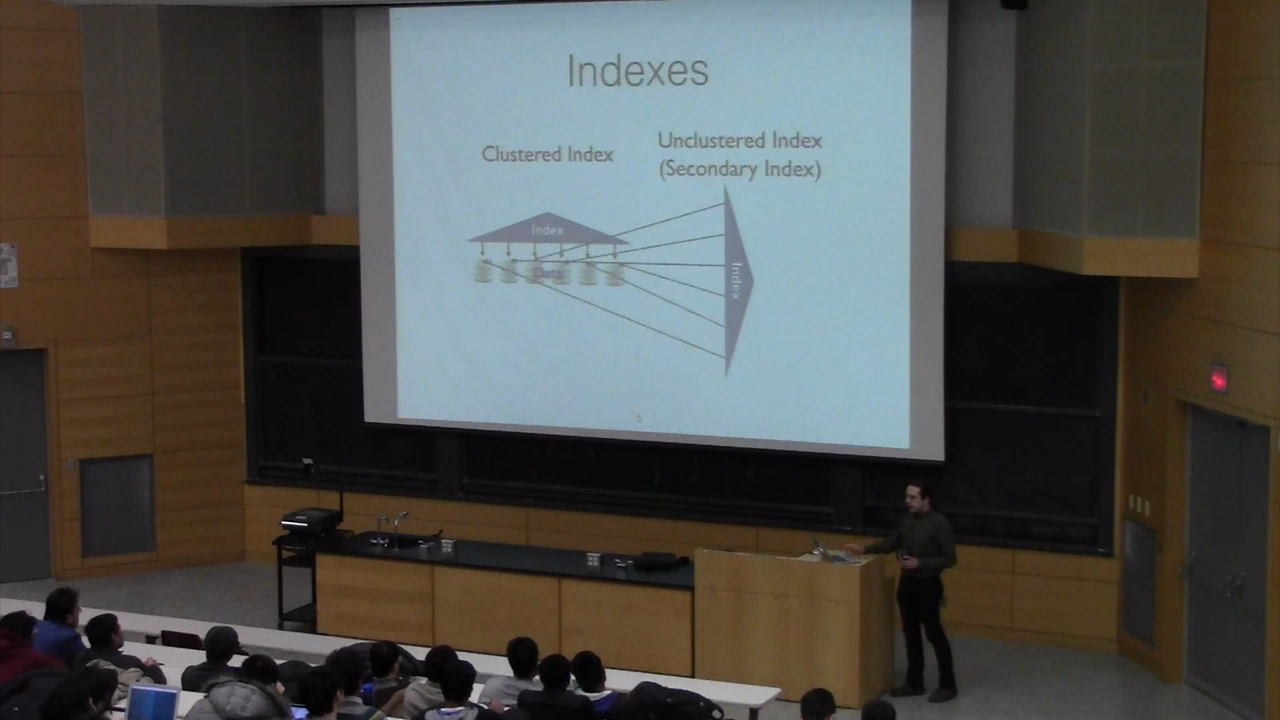 Indexes
Clustered Index
Unclustered Index
(Secondary Index)
Index
Data
Index